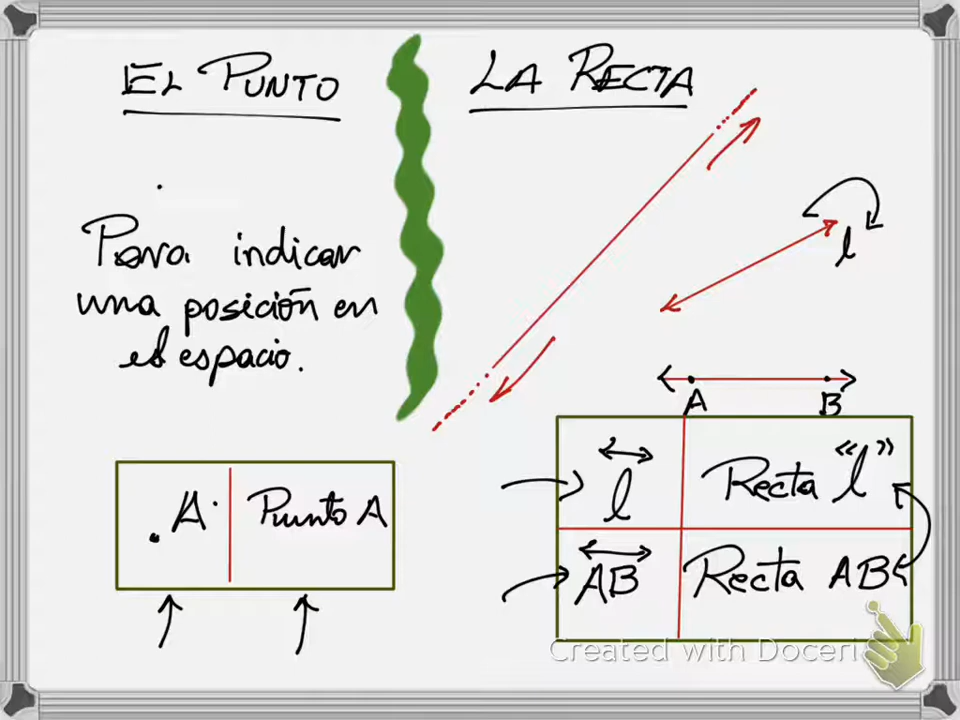 EL PUNTO
Para indicar
una posición en
el espacio.
A
Punto A
LA RECTA
l
A B
l
Recta "l"
AB
Recta AB
Created with Doceri